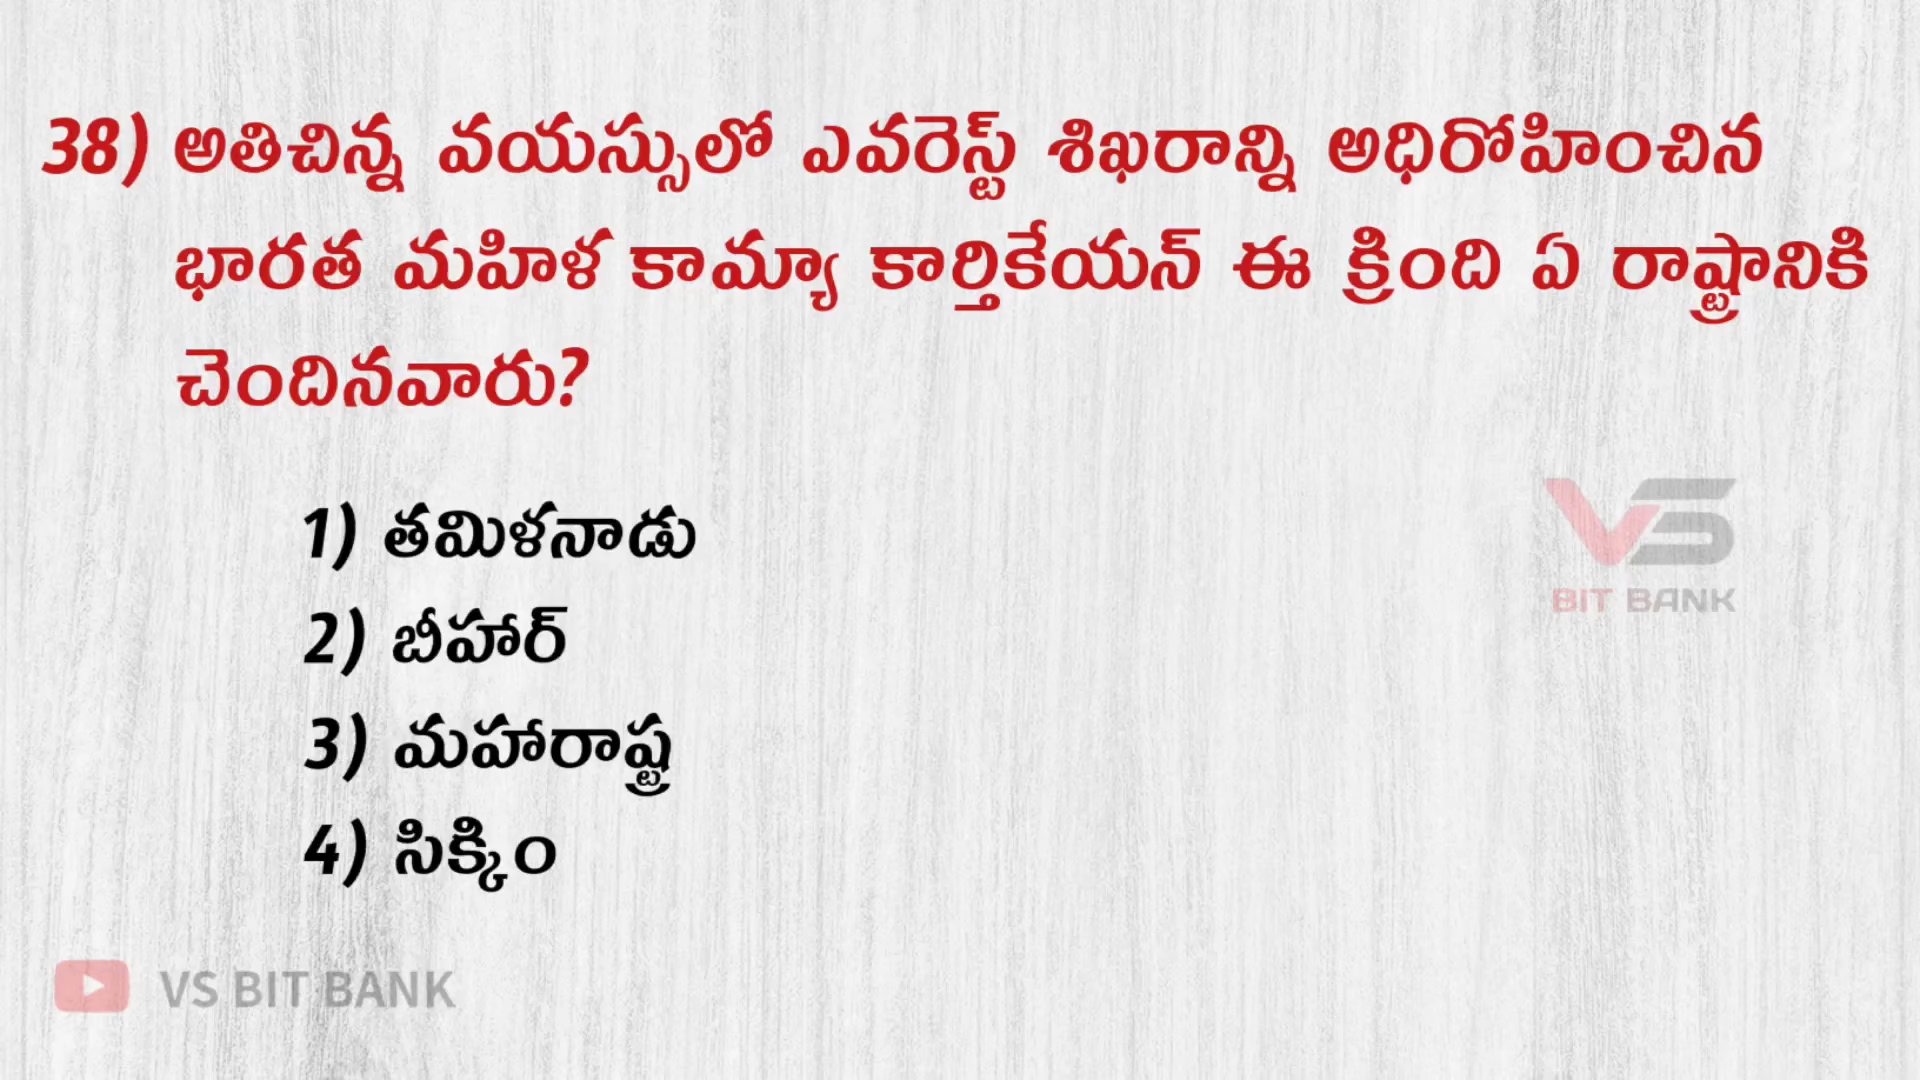 38) అతిచిన్న వయస్సులో ఎవరెస్ట్ శిఖరాన్ని అధిరోహించిన
భారత మహిళ కామ్యా కార్తికేయన్ ఈ క్రింది ఏ రాష్ట్రానికి
చెందినవారు?
1) తమిళనాడు
VS
BIT BANK
2) బీహార్
3) మహారాష్ట్ర
4) సిక్కిం
VS BIT BANK